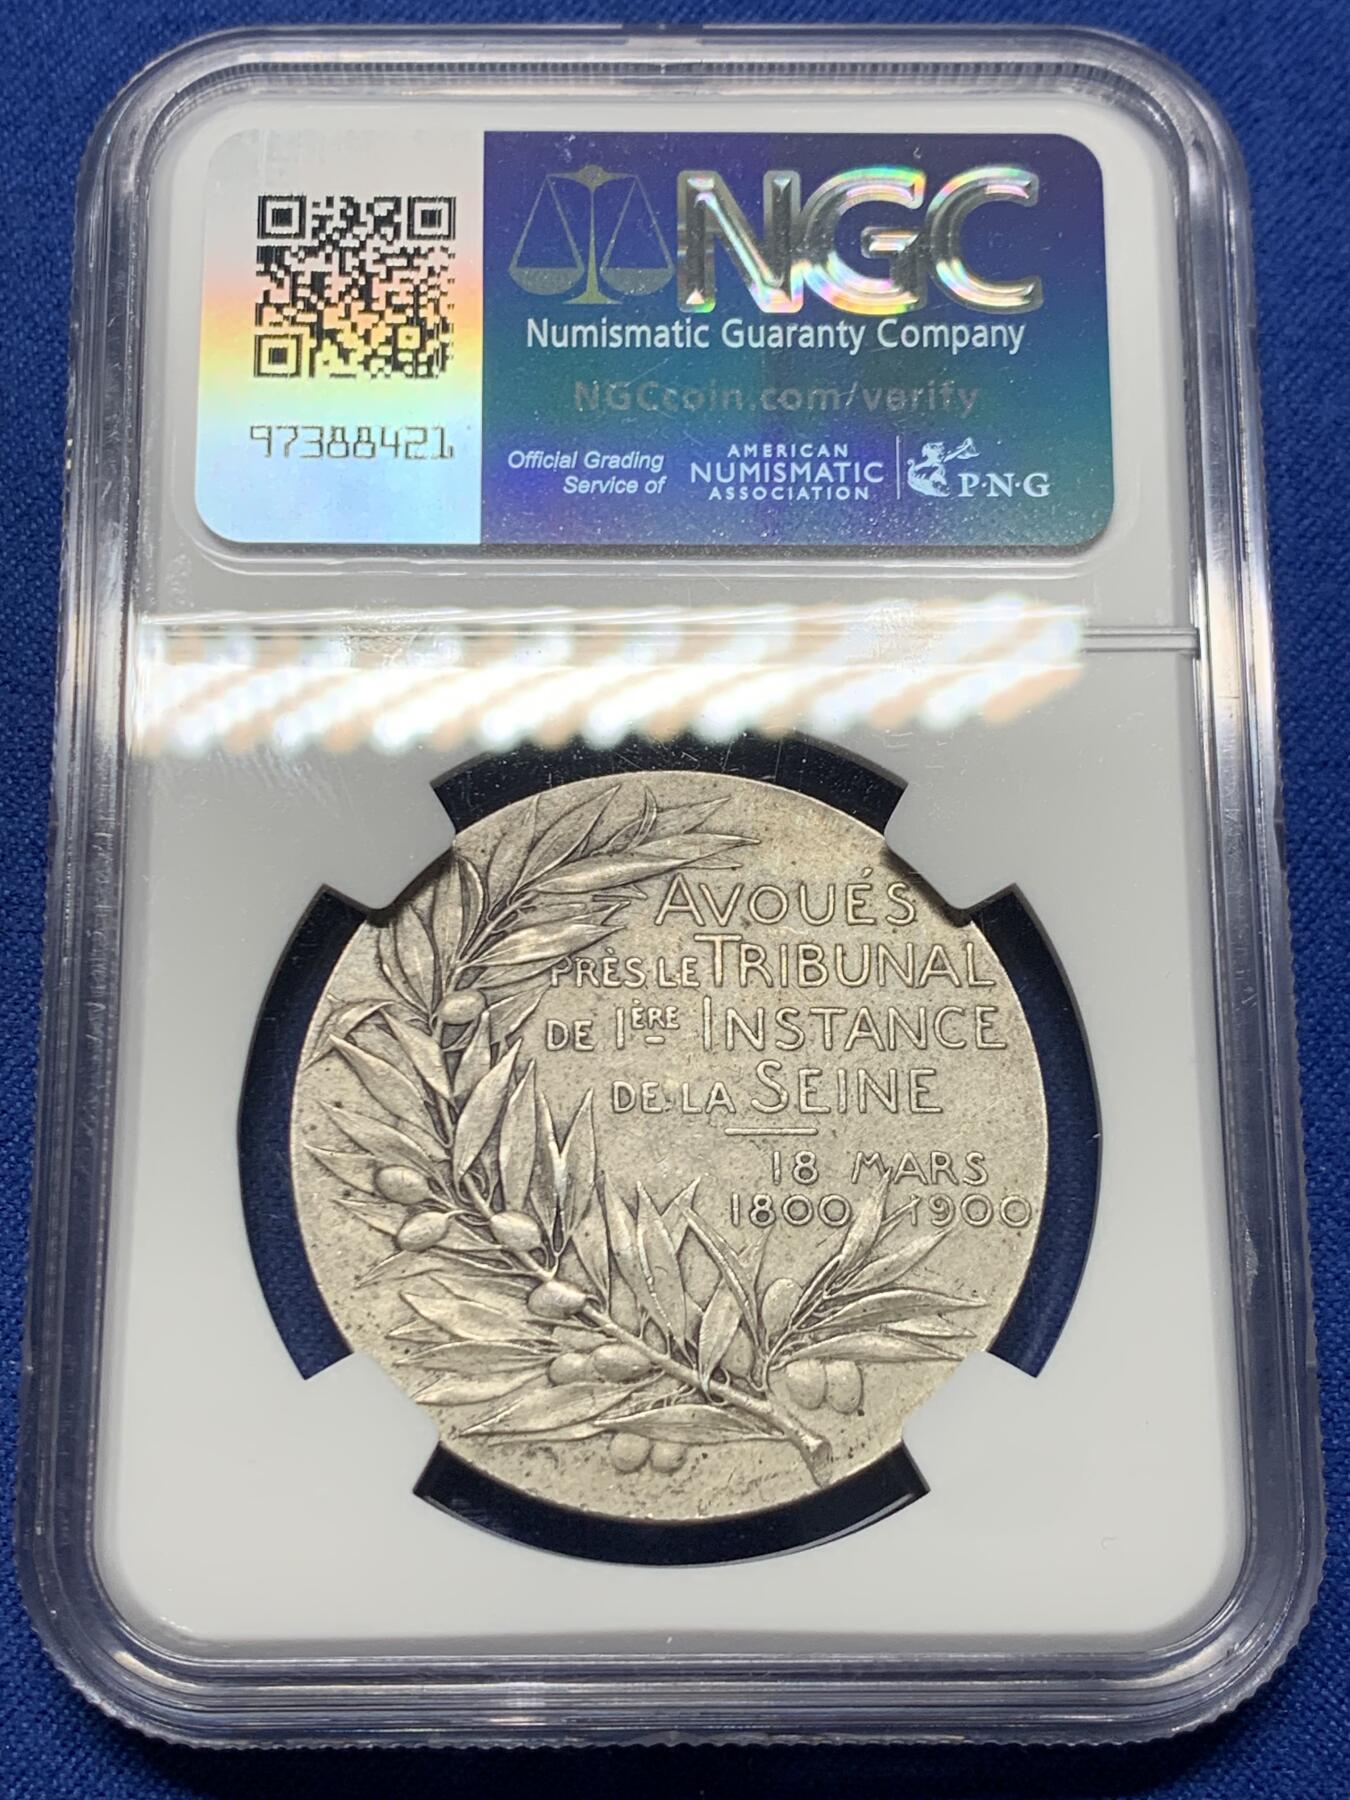 NGC
Numismatic Guaranty Company
NGCcoin.com/verify
97388421
Official Grading
Service of
AMERICAN
NUMISMATIC
ASSOCIATION
P·N·G
AVOUÉS
PRÈS LE TRIBUNAL
DE 1ÈRE INSTANCE
DE LA SEINE
18 MARS
1800 1900